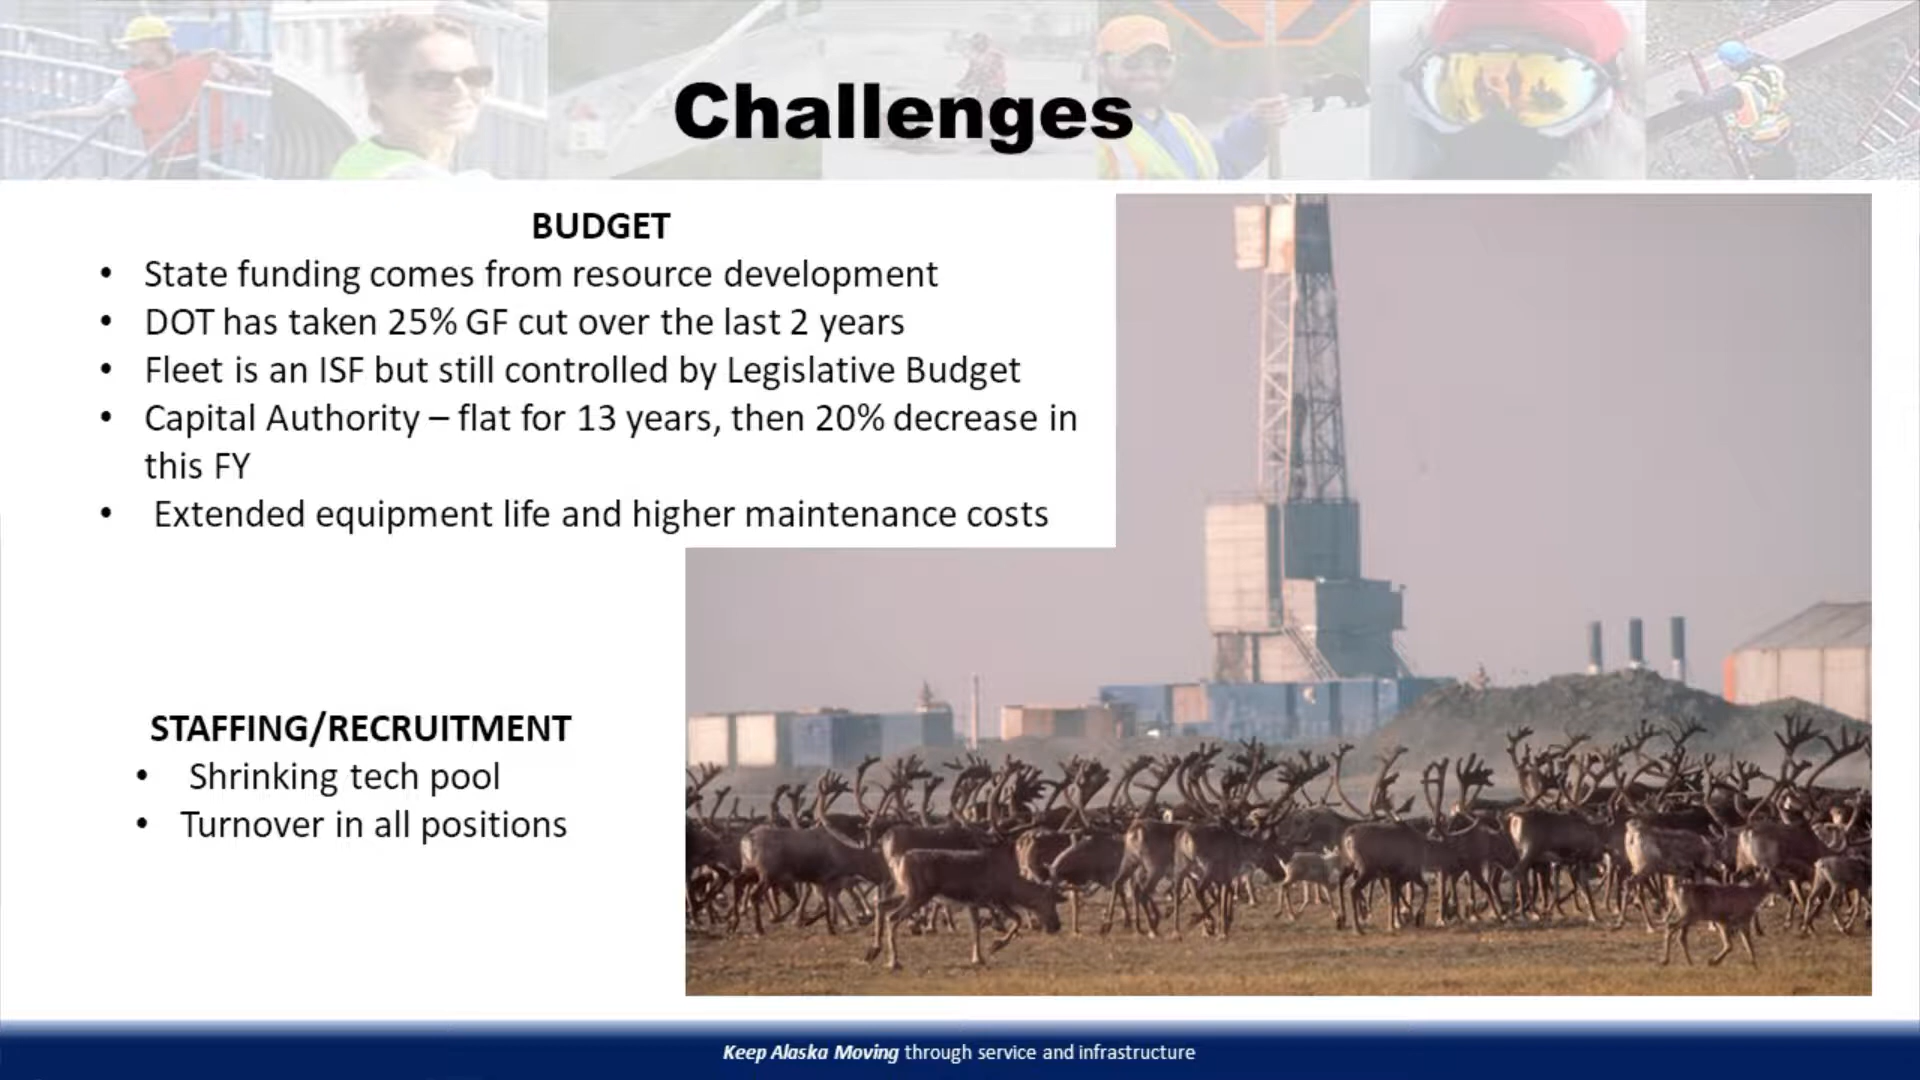 Challenges
BUDGET
• State funding comes from resource development
• DOT has taken 25% GF cut over the last 2 years
• Fleet is an ISF but still controlled by Legislative Budget
• Capital Authority – flat for 13 years, then 20% decrease in
this FY
• Extended equipment life and higher maintenance costs
STAFFING/RECRUITMENT
• Shrinking tech pool
• Turnover in all positions
Keep Alaska Moving through service and infrastructure